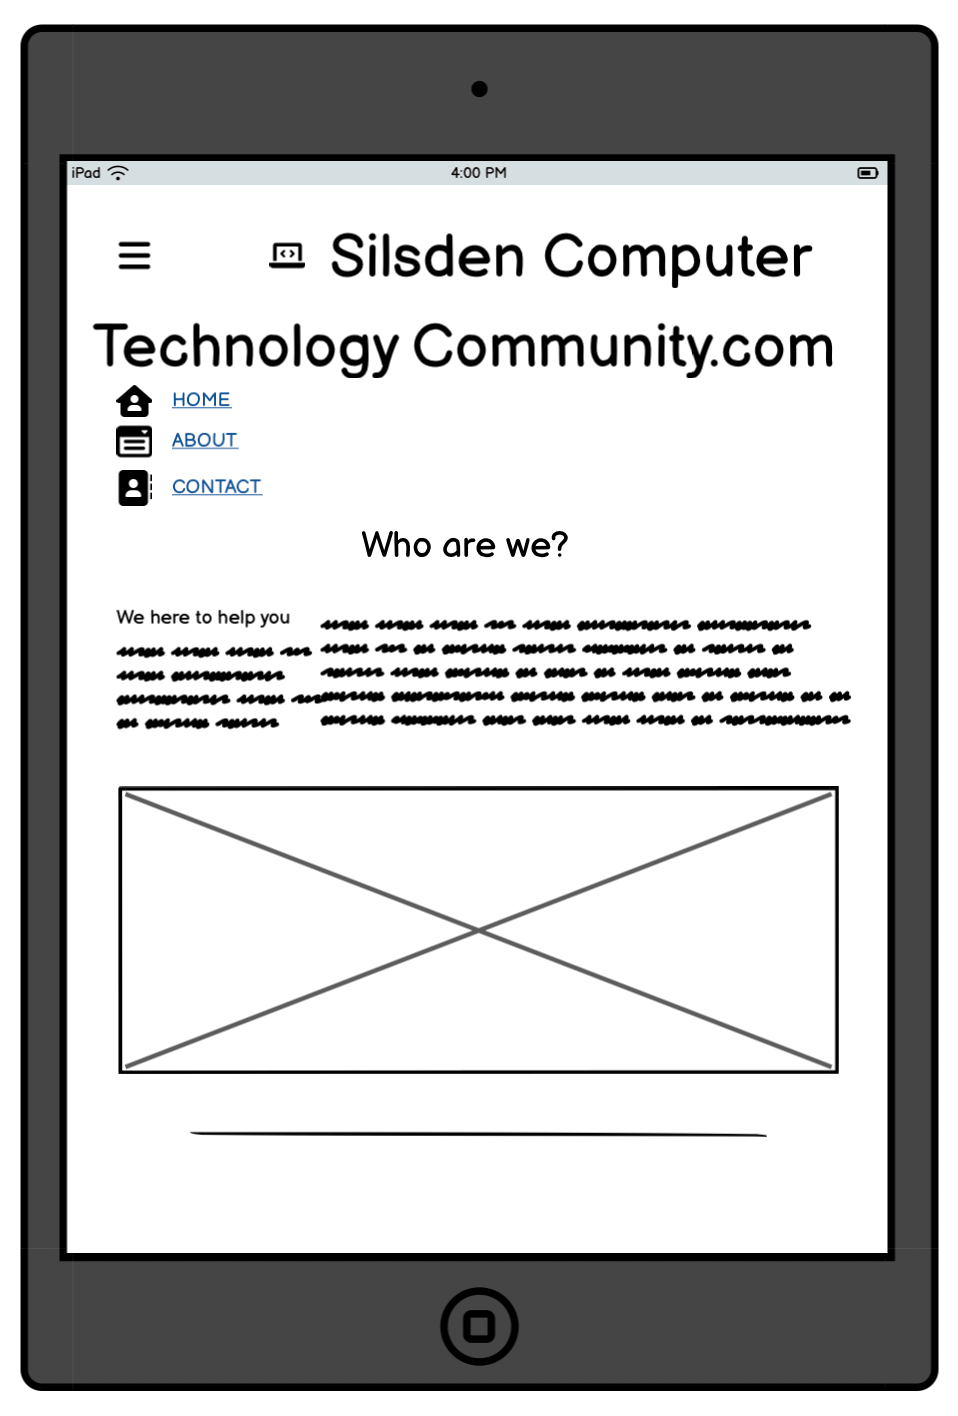 iPad 4:00 PM
Silsden Computer
Technology Community.com
HOME
ABOUT
CONTACT
Who are we?
We here to help you